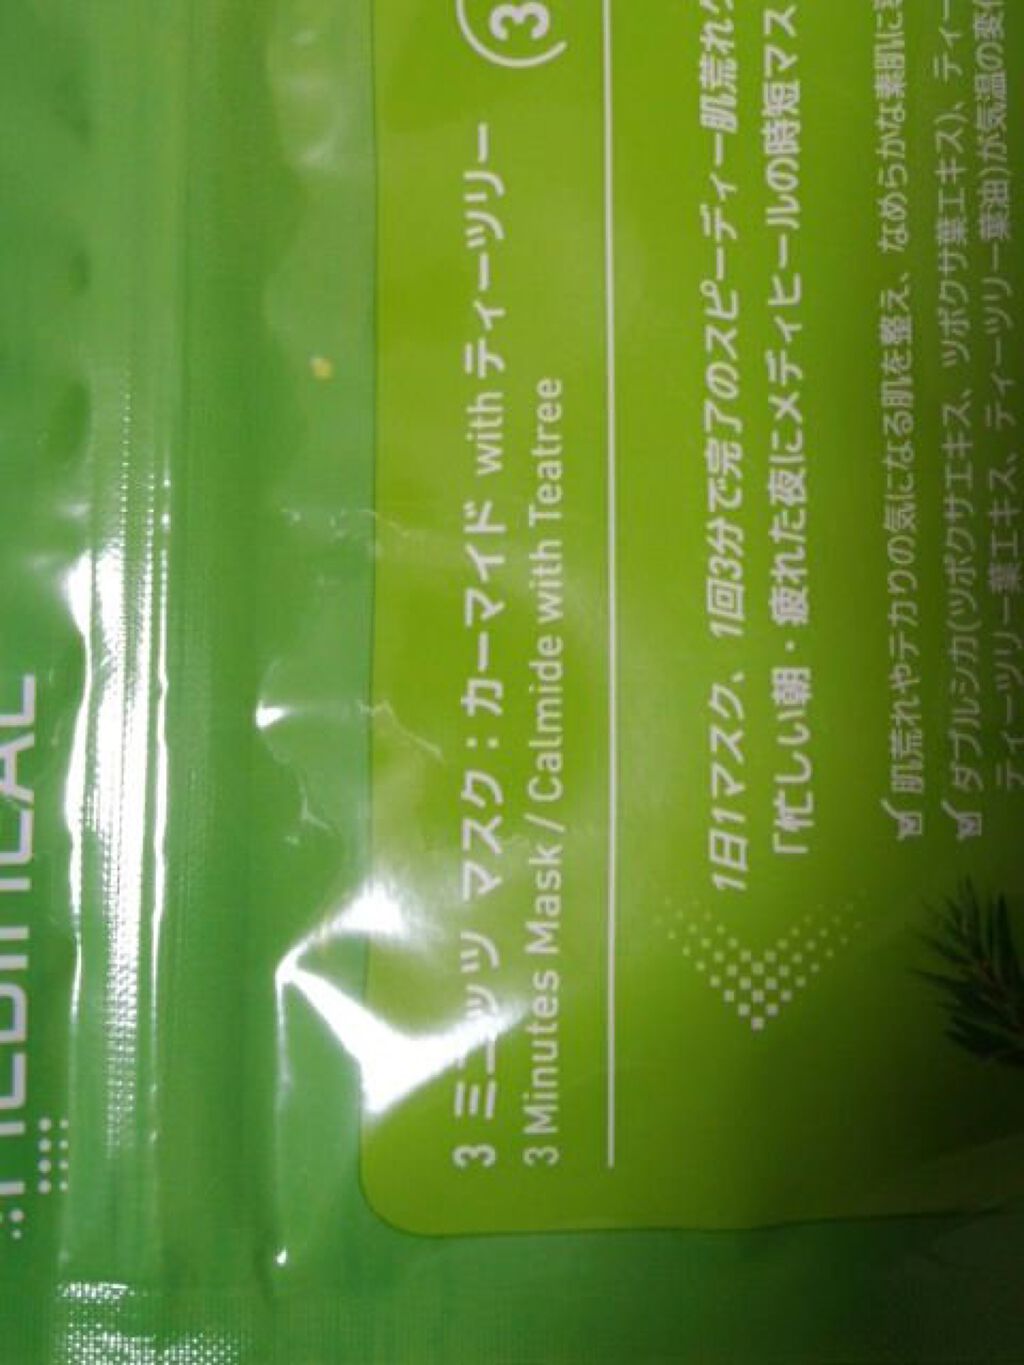 MEDIHEAL
3 ミニッツ マスク : カーマイド with ティーツリー
3 Minutes Mask / Calmide with Teatree
3
1日1マスク、1回3分で完了のスピーディー肌荒れケ
「忙しい朝・疲れた夜にメディヒールの時短マス
肌荒れやテカリの気になる肌を整え、なめらかな素肌に
ダブルシカ(ツボクサエキス、ツボクサ葉エキス)、ティー
ティーツリー葉エキス、ティーツリー葉油)が気温の変